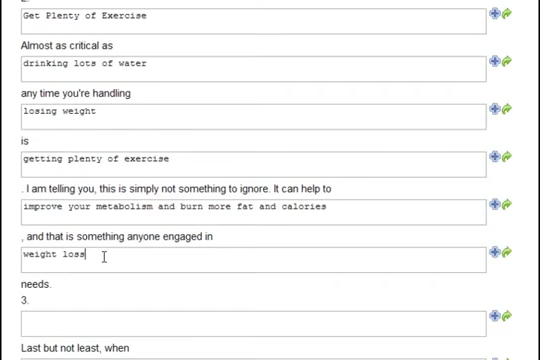 Get Plenty of Exercise
Almost as critical as
drinking lots of water
any time you're handling
losing weight
is
getting plenty of exercise
. I am telling you, this is simply not something to ignore. It can help to
improve your metabolism and burn more fat and calories
, and that is something anyone engaged in
weight loss
needs.
3.
Last but not least, when